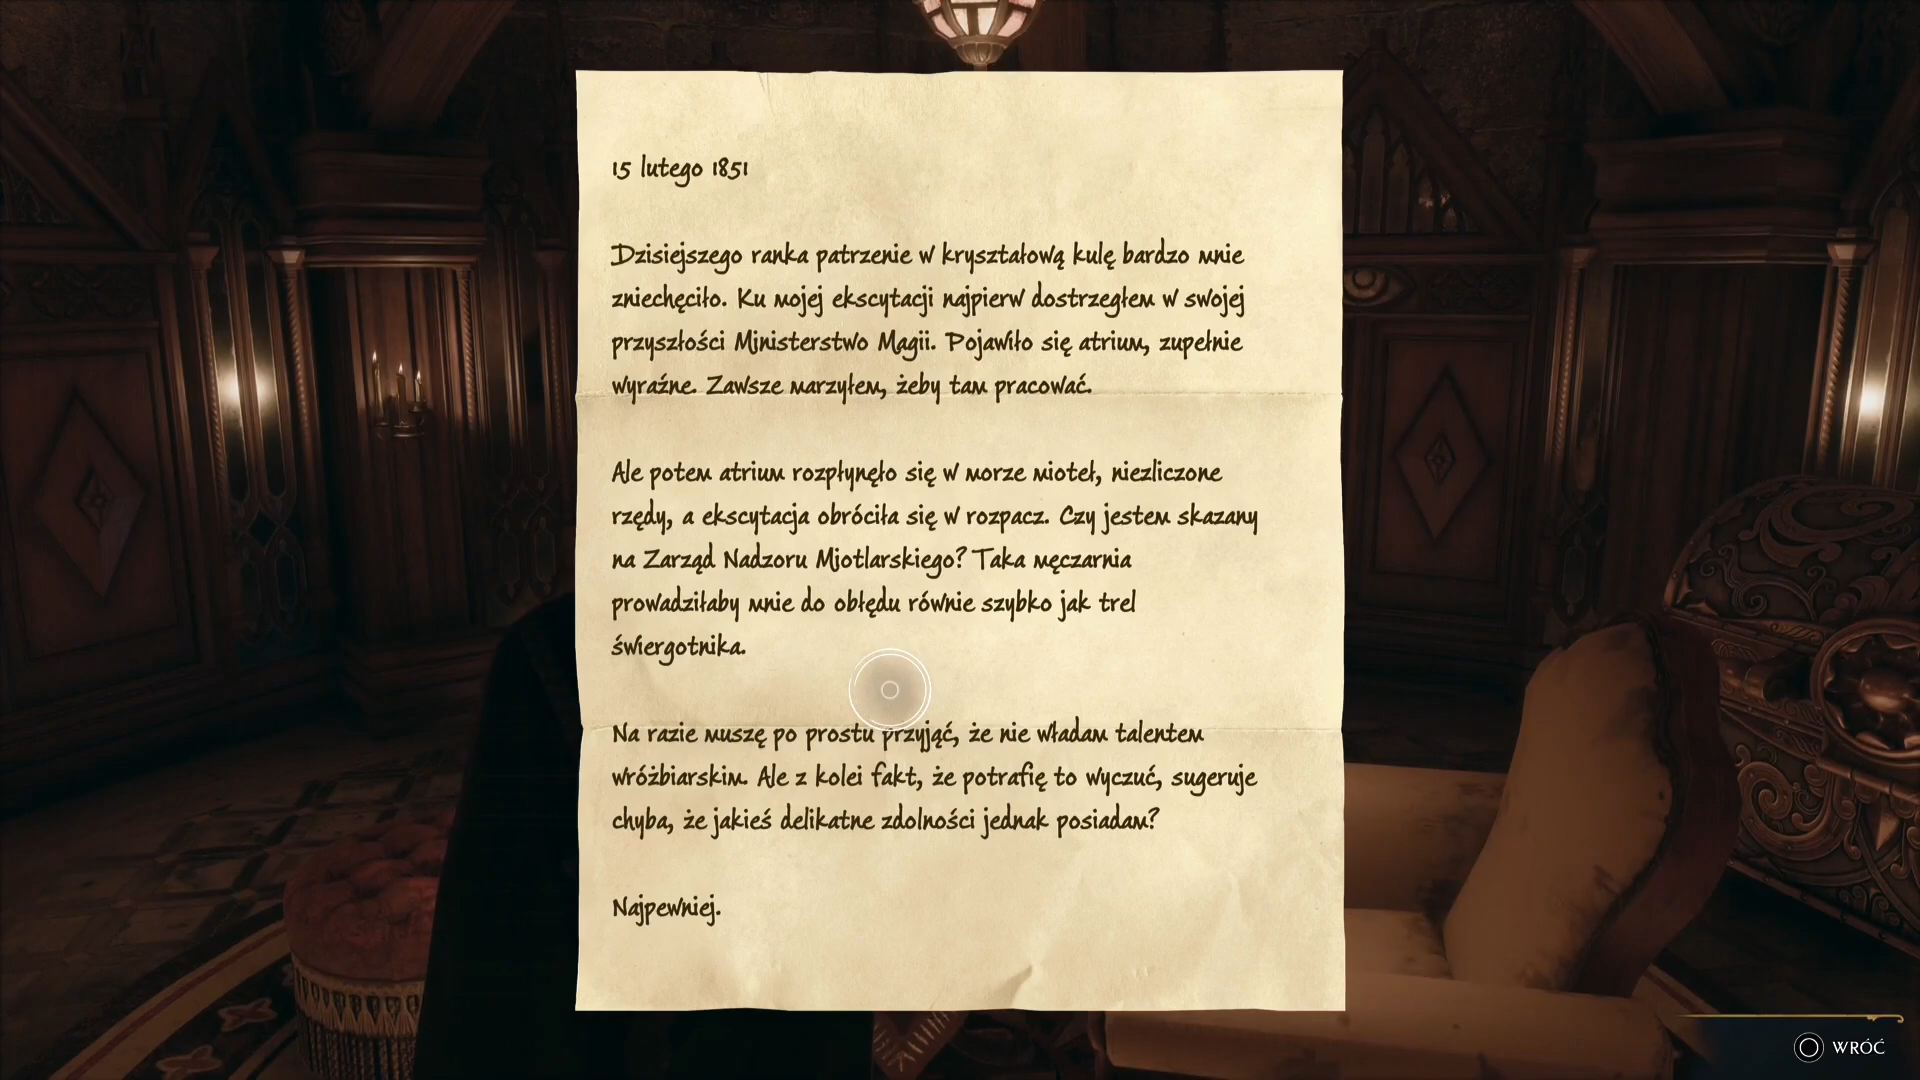 15 lutego 1851
Dzisiejszego ranka patrzenie w kryształową kulę bardzo mnie
zniechęciło. Ku mojej ekscytacji najpierw dostrzegłem w swojej
przyszłości Ministerstwo Magii. Pojawiło się atrium, zupełnie
wyraźne. Zawsze marzyłem, żeby tam pracować.
Ale potem atrium rozpłynęło się w morze mioteł, niezliczone
rzędy, a ekscytacja obróciła się w rozpacz. Czy jestem skazany
na Zarząd Nadzoru Miotlarskiego? Taka męczarnia
prowadziłaby mnie do obłędu równie szybko jak trel
świergotnika.
Na razie muszę po prostu przyjąć, że nie władam talentem
wróżbiarskim. Ale z kolei fakt, że potrafię to wyczuć, sugeruje
chyba, że jakieś delikatne zdolności jednak posiadam?
Najpewniej.
WRÓĆ